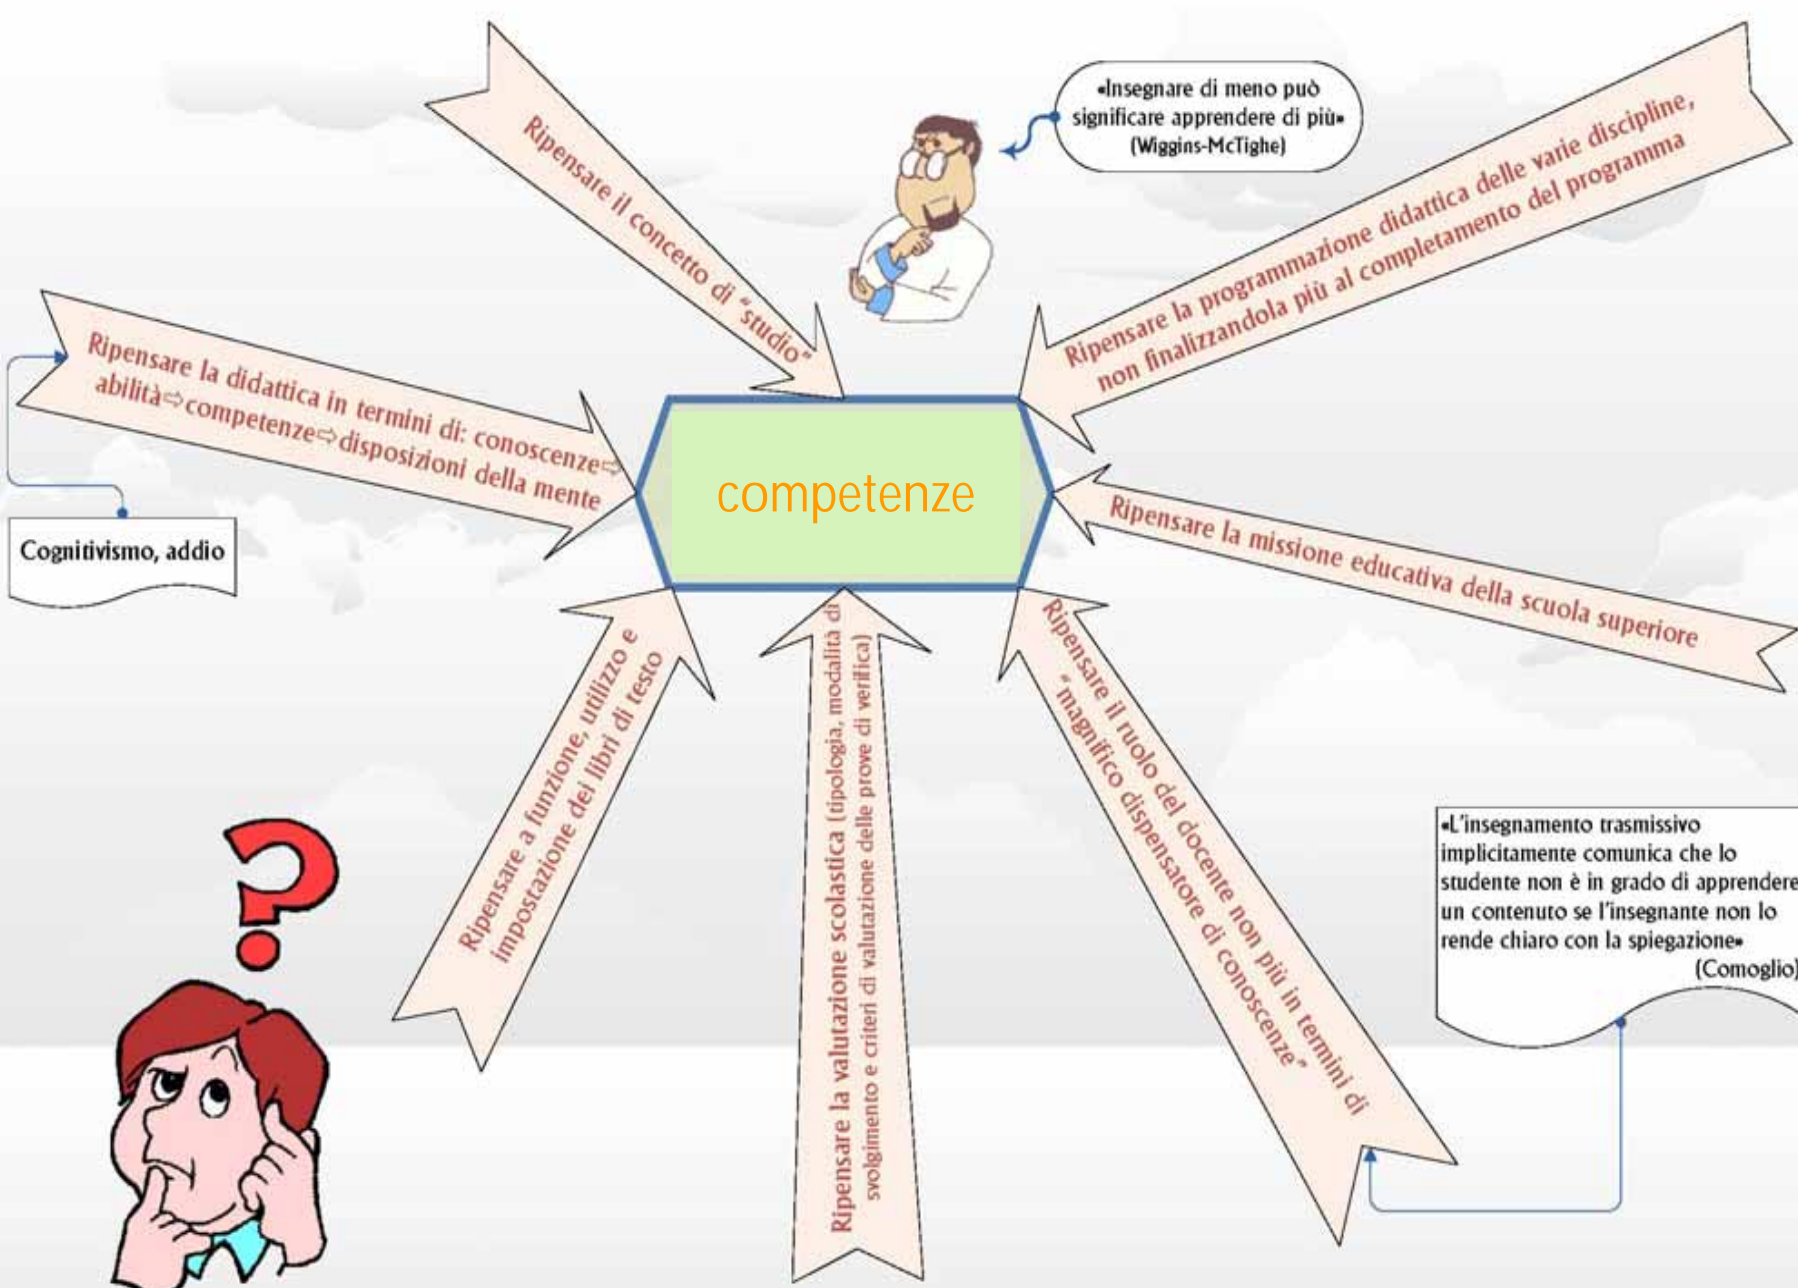 «Insegnare di meno può
significare apprendere di più»
(Wiggins-McTighe)
Ripensare il concetto di "studio"
Ripensare la programmazione didattica delle varie discipline,
non finalizzandola più al completamento del programma
Ripensare la didattica in termini di: conoscenze⇨
abilità⇨competenze⇨disposizioni della mente
Cognitivismo, addio
competenze
Ripensare la missione educativa della scuola superiore
Ripensare a funzione, utilizzo e
impostazione dei libri di testo
Ripensare la valutazione scolastica (tipologia, modalità di
svolgimento e criteri di valutazione delle prove di verifica)
Ripensare il ruolo del docente non più in termini di
"magnifico dispensatore di conoscenze"
«L'insegnamento trasmissivo
implicitamente comunica che lo
studente non è in grado di apprendere
un contenuto se l'insegnante non lo
rende chiaro con la spiegazione»
(Comoglio)
?